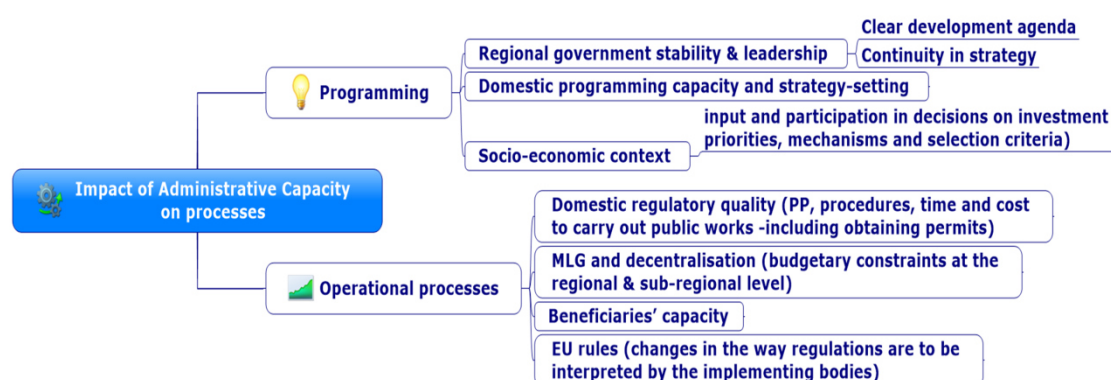 Impact of Administrative Capacity
on processes
Programming
Regional government stability & leadership
Clear development agenda
Continuity in strategy
Domestic programming capacity and strategy-setting
Socio-economic context
input and participation in decisions on investment
priorities, mechanisms and selection criteria)
Operational processes
Domestic regulatory quality (PP, procedures, time and cost
to carry out public works -including obtaining permits)
MLG and decentralisation (budgetary constraints at the
regional & sub-regional level)
Beneficiaries’ capacity
EU rules (changes in the way regulations are to be
interpreted by the implementing bodies)